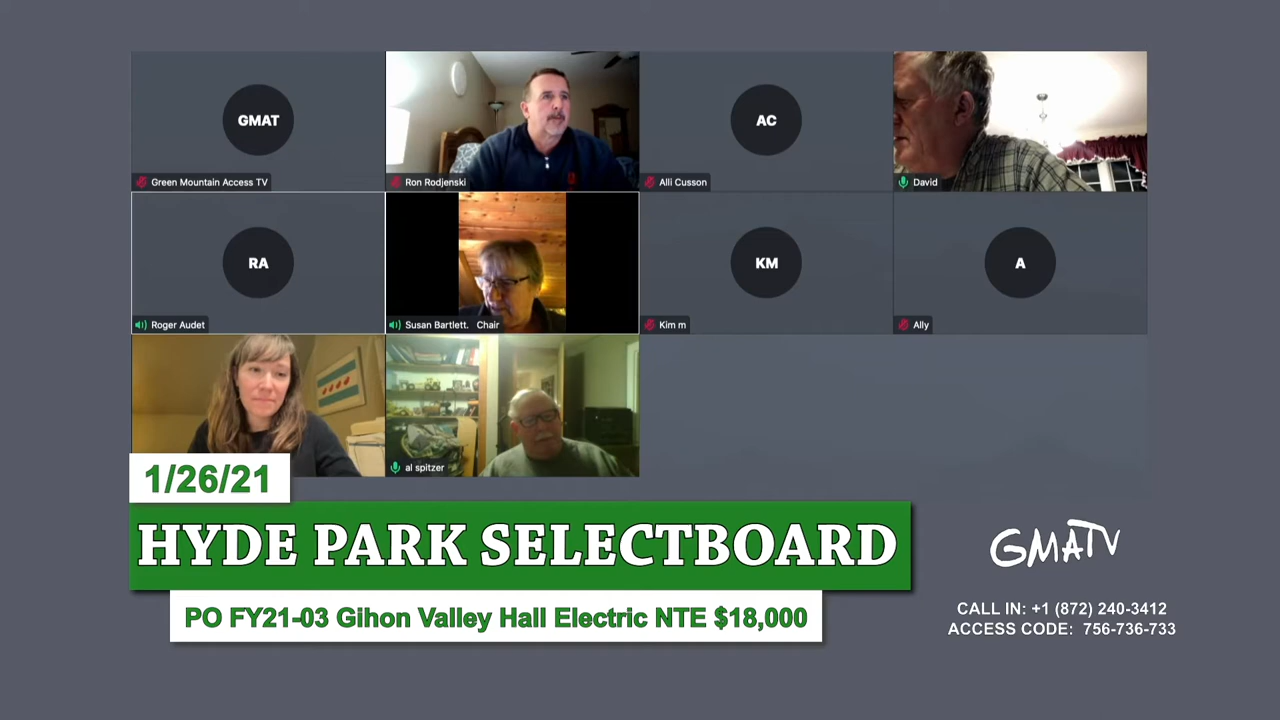 GMAT
Green Mountain Access TV
Ron Rodjenski
AC
Alli Cusson
David
RA
Roger Audet
Susan Bartlett. Chair
KM
Kim m
A
Ally
al spitzer
1/26/21
HYDE PARK SELECTBOARD
PO FY21-03 Gihon Valley Hall Electric NTE $18,000
GMATV
CALL IN: +1 (872) 240-3412
ACCESS CODE: 756-736-733